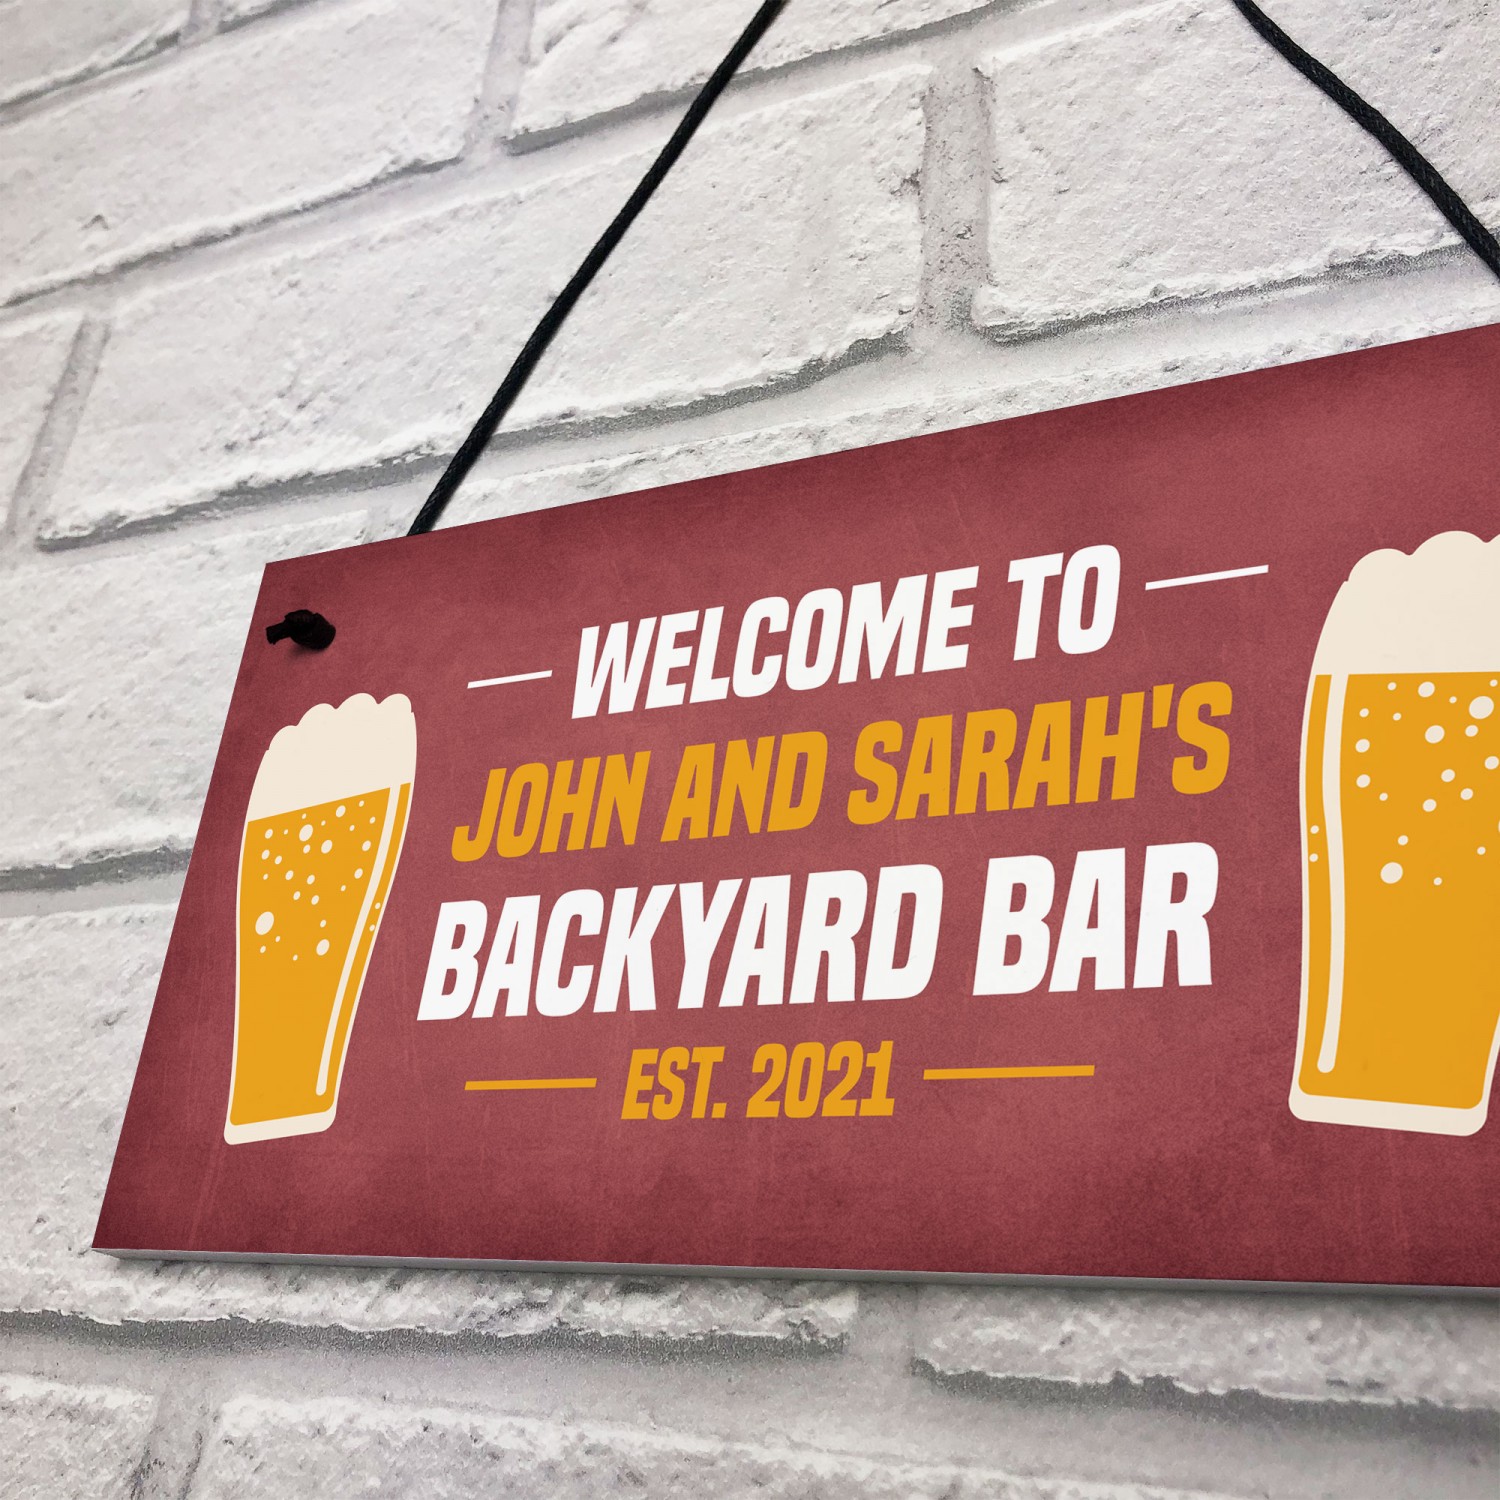 WELCOME TO
JOHN AND SARAH'S
BACKYARD BAR
EST. 2021